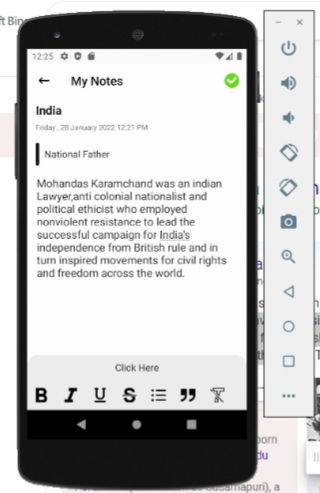 ft Bing
12:25
My Notes
India
Friday , 28 January 2022 12:21 PM
National Father
Mohandas Karamchand was an indian
Lawyer,anti colonial nationalist and
political ethicist who employed
nonviolent resistance to lead the
successful campaign for India's
independence from British rule and in
turn inspired movements for civil rights
and freedom across the world.
Click Here
B I U S